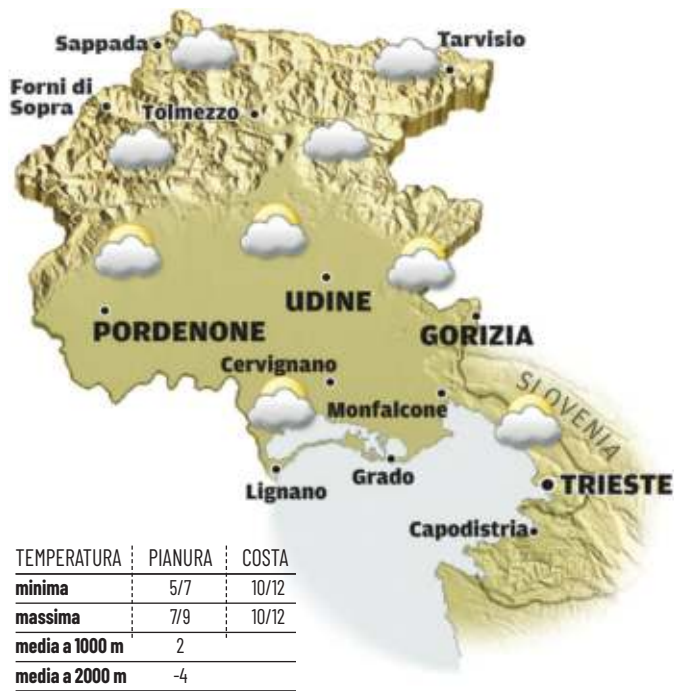 Sappada
Tarvisio
Forni di
Sopra
Tolmezzo
UDINE
PORDENONE
GORIZIA
Cervignano
SLOVENIA
Monfalcone
Grado
Lignano
TRIESTE
Capodistria
TEMPERATURA PIANURA COSTA
minima 5/7 10/12
massima 7/9 10/12
media a 1000 m 2
media a 2000 m -4